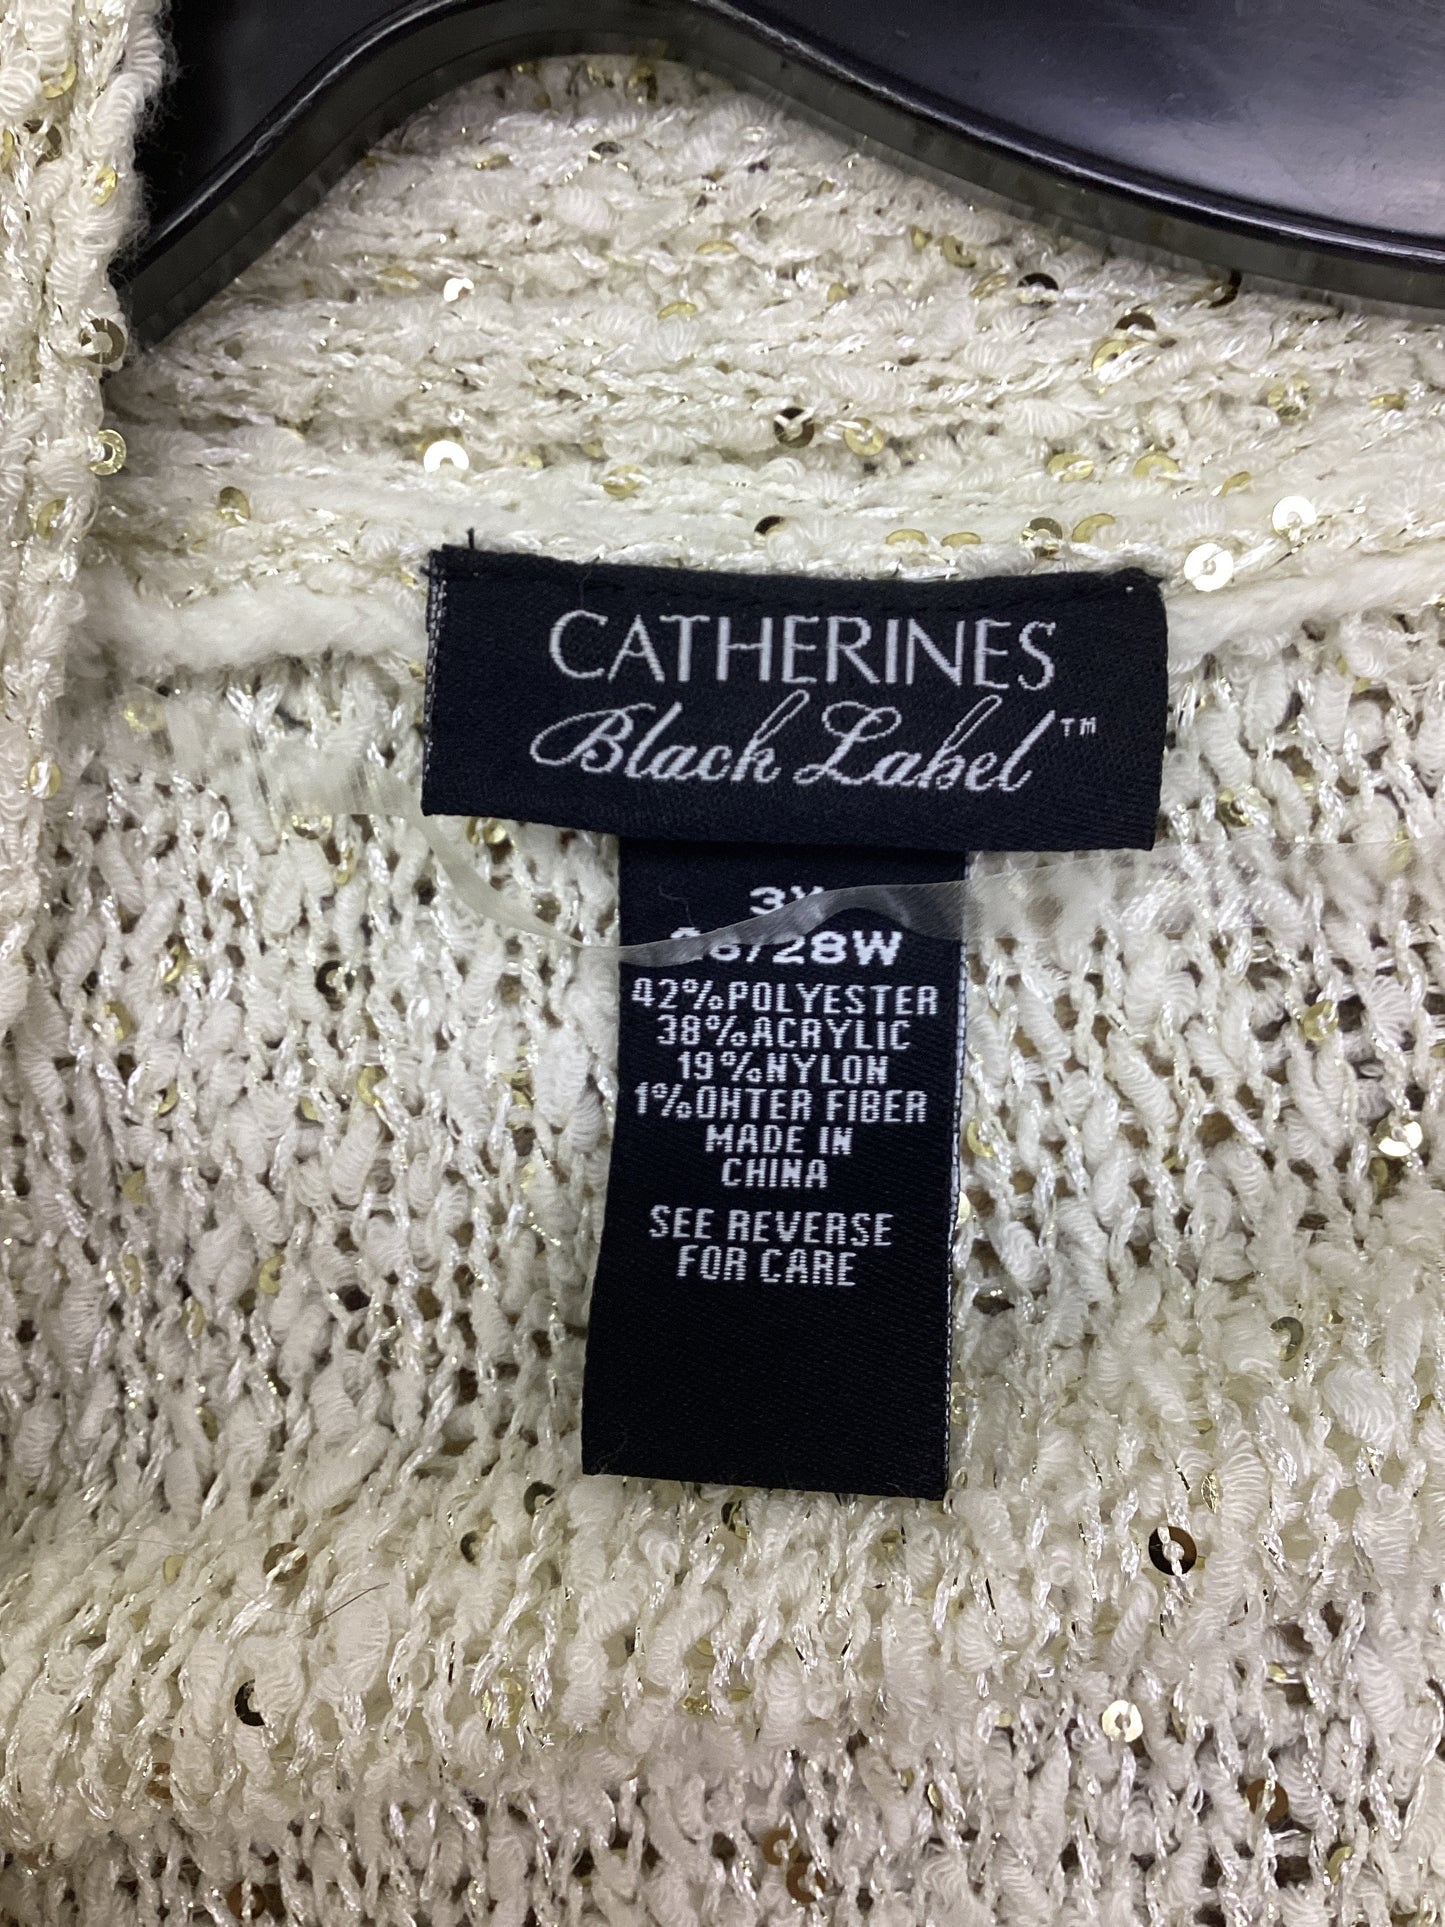 CATHERINES
Black Label™
3X
/28W
42%POLYESTER
38%ACRYLIC
19%NYLON
1%OHTER FIBER
MADE IN
CHINA
SEE REVERSE
FOR CARE